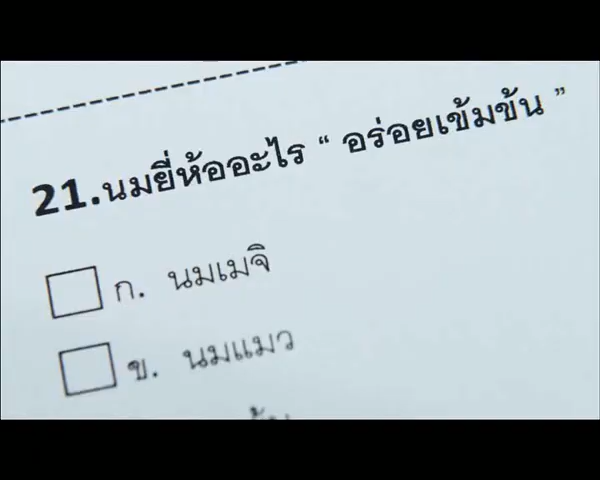 21.นมยี่ห้ออะไร “ อร่อยเข้มข้น ”
ก. นมเมจิ
ข. นมแมว